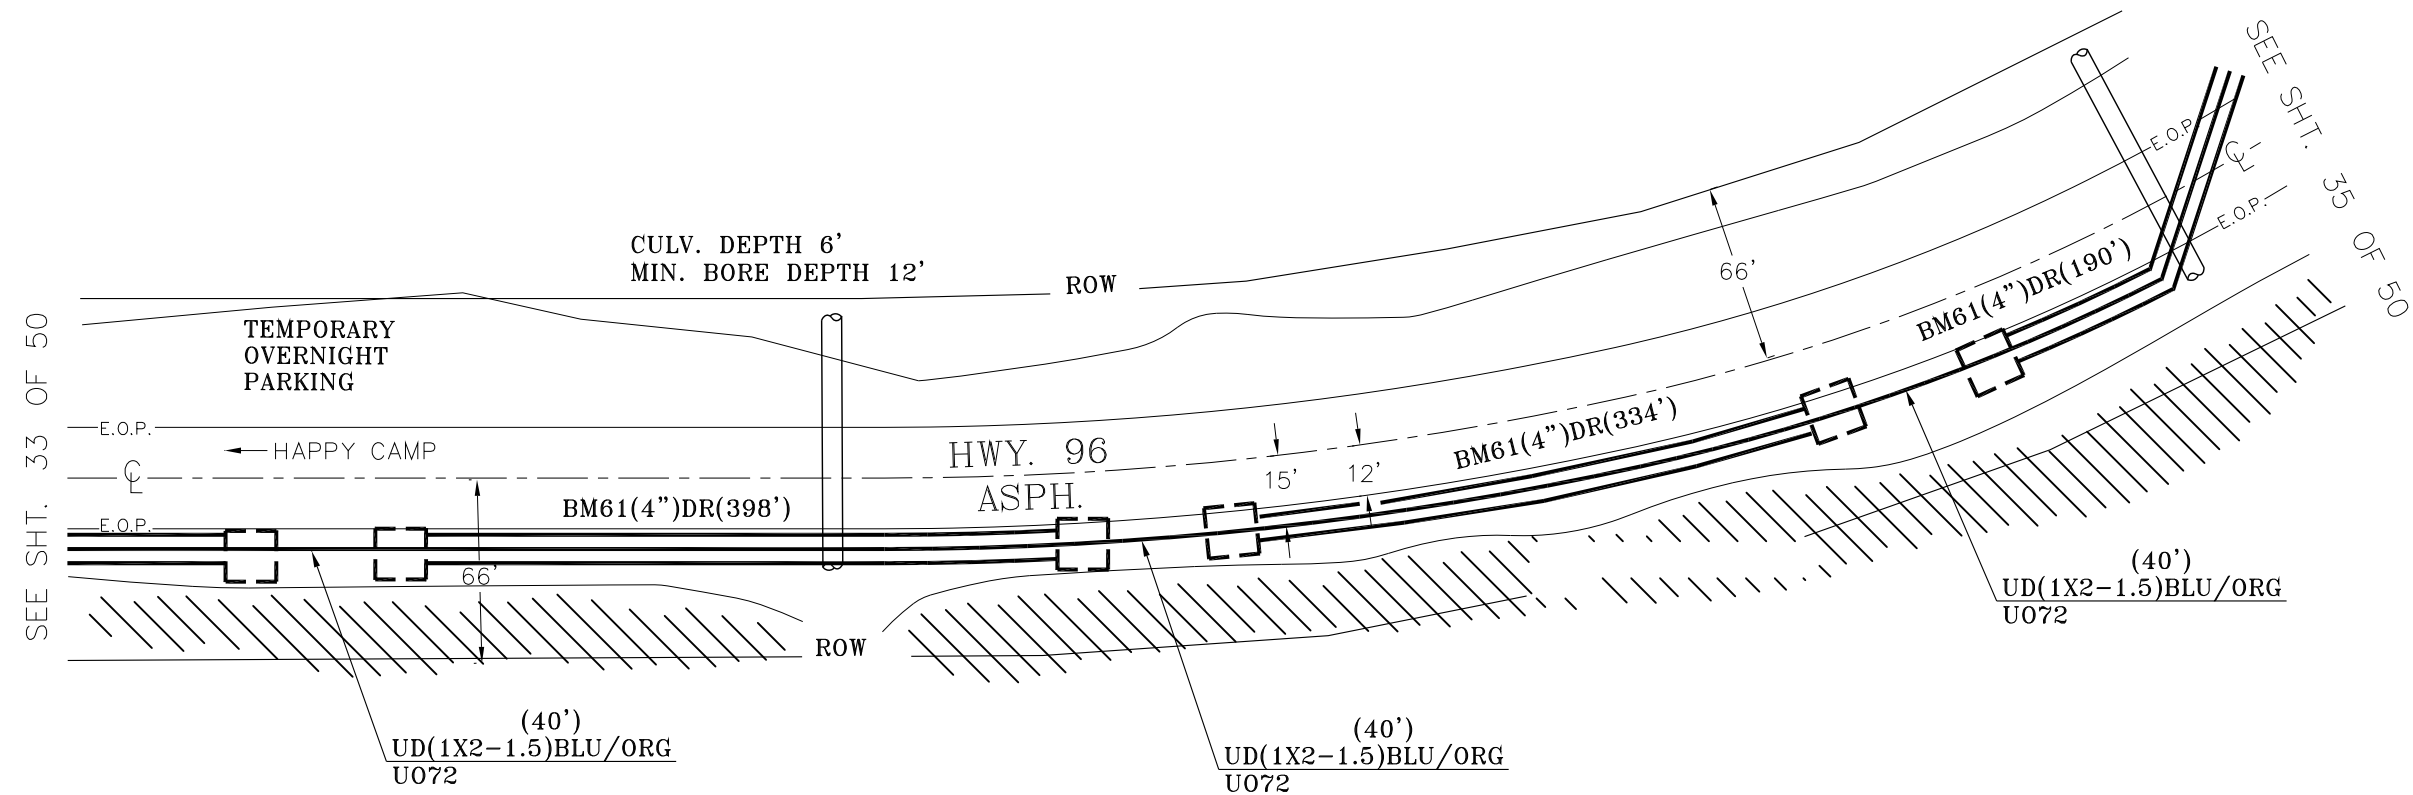 SEE SHT. 33 OF 50
CULV. DEPTH 6'
MIN. BORE DEPTH 12'
ROW
TEMPORARY
OVERNIGHT
PARKING
E.O.P.
HAPPY CAMP
CL
E.O.P.
66'
BM61(4")DR(398')
HWY. 96
ASPH.
15'
12'
BM61(4")DR(334')
66'
BM61(4")DR(190')
E.O.P.
CL
E.O.P.
SEE SHT. 35 OF 50
ROW
(40')
UD(1X2-1.5)BLU/ORG
UO72
(40')
UD(1X2-1.5)BLU/ORG
UO72
(40')
UD(1X2-1.5)BLU/ORG
UO72